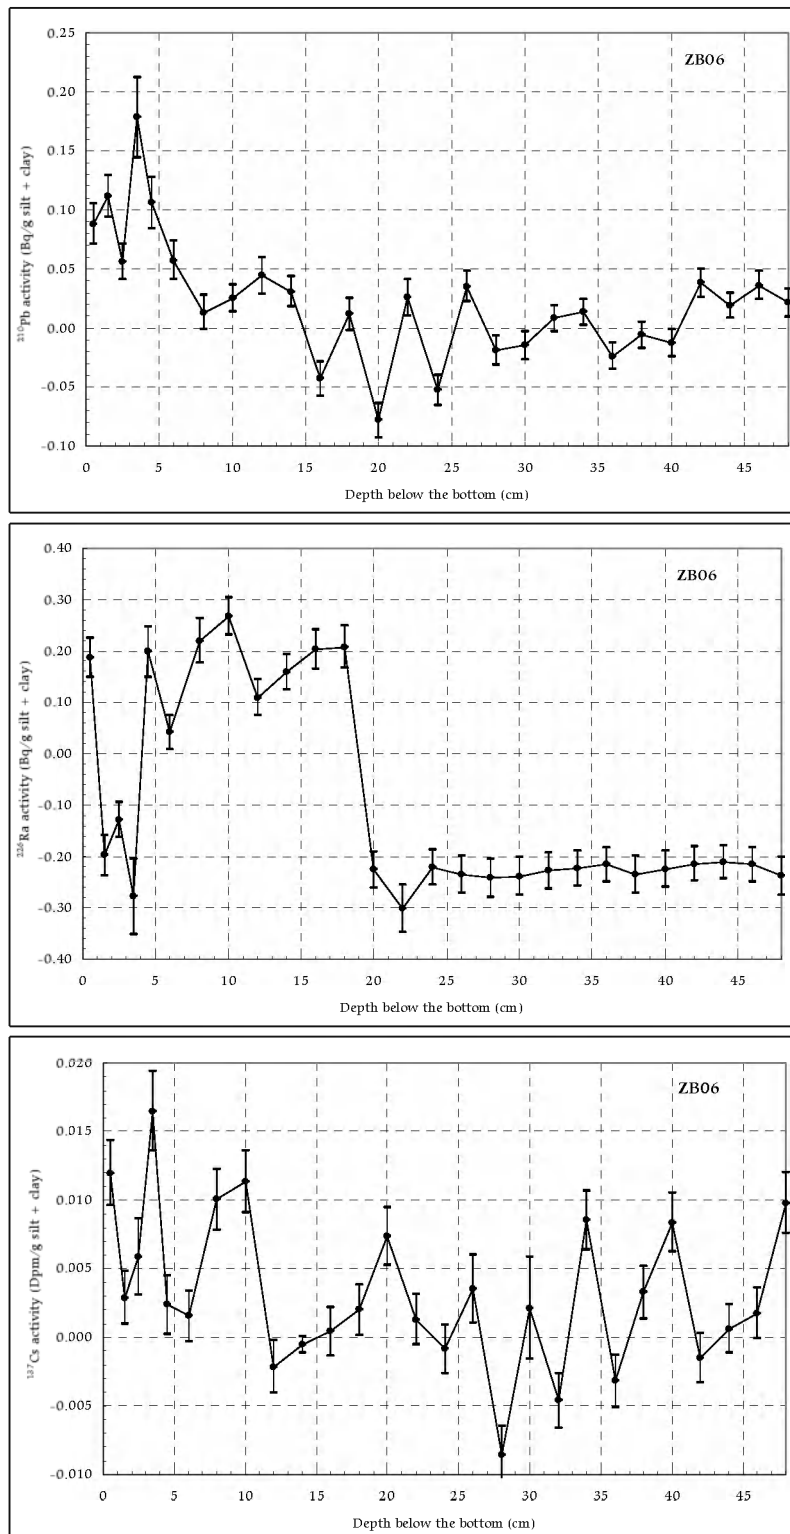 ZB06
²¹⁰Pb activity (Bq/g silt + clay)
0.25
0.20
0.15
0.10
0.05
0.00
-0.05
-0.10
0 5 10 15 20 25 30 35 40 45
Depth below the bottom (cm)
ZB06
²²⁶Ra activity (Bq/g silt + clay)
0.40
0.30
0.20
0.10
0.00
-0.10
-0.20
-0.30
-0.40
0 5 10 15 20 25 30 35 40 45
Depth below the bottom (cm)
ZB06
¹³⁷Cs activity (Dpm/g silt + clay)
0.020
0.015
0.010
0.005
0.000
-0.005
-0.010
0 5 10 15 20 25 30 35 40 45
Depth below the bottom (cm)